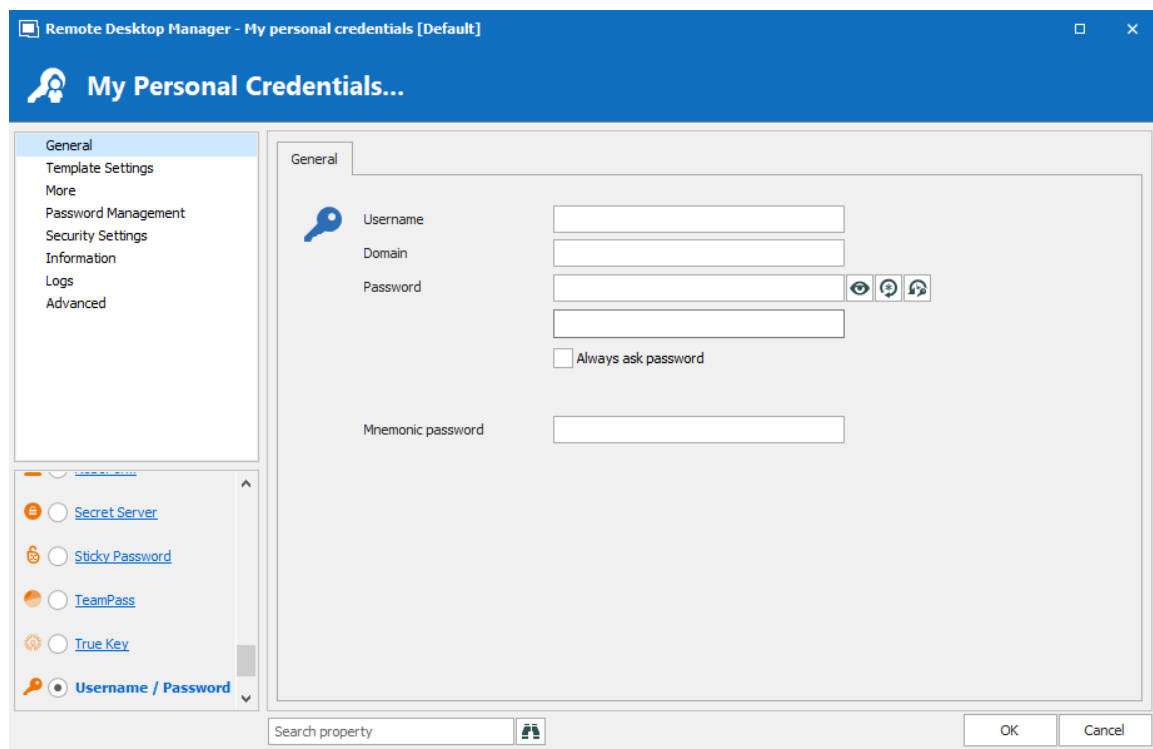 Remote Desktop Manager - My personal credentials [Default]
My Personal Credentials...
General
Template Settings
More
Password Management
Security Settings
Information
Logs
Advanced
Secret Server
Sticky Password
TeamPass
True Key
Username / Password
General
Username
Domain
Password
Always ask password
Mnemonic password
Search property
OK
Cancel